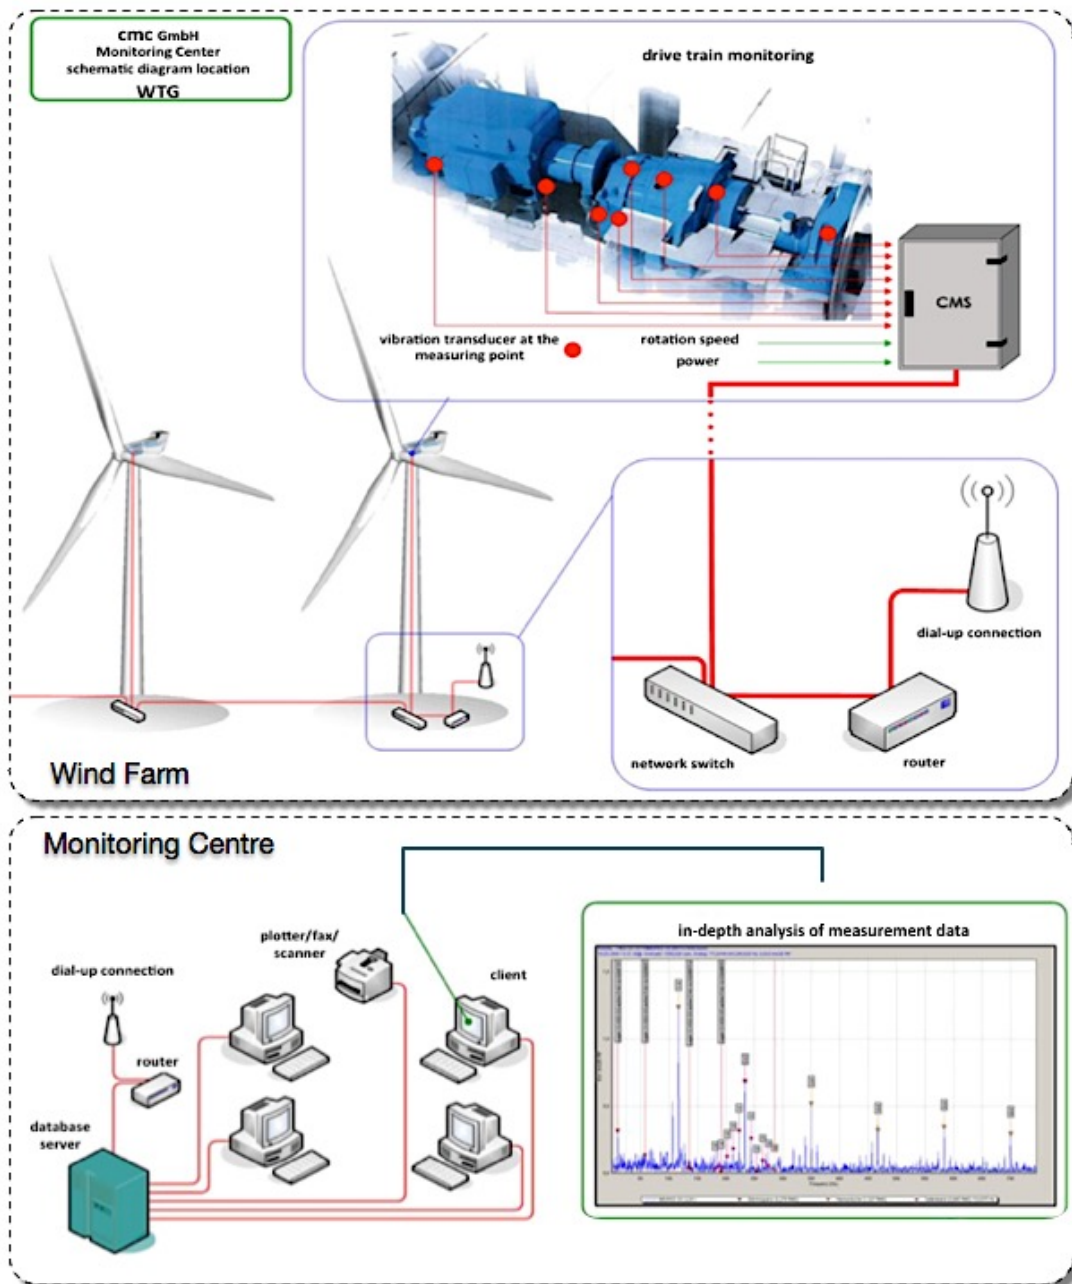 cmc GmbH
Monitoring Center
schematic diagram location
WTG
drive train monitoring
CMS
vibration transducer at the
measuring point
rotation speed
power
dial-up connection
network switch
router
Wind Farm
Monitoring Centre
in-depth analysis of measurement data
plotter/fax/
scanner
client
dial-up connection
router
database
server